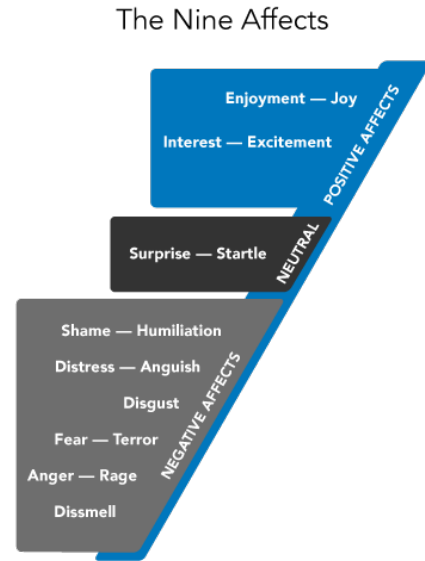 The Nine Affects
Enjoyment — Joy
Interest — Excitement
POSITIVE AFFECTS
Surprise — Startle
NEUTRAL
Shame — Humiliation
Distress — Anguish
Disgust
Fear — Terror
Anger — Rage
Dissmell
NEGATIVE AFFECTS